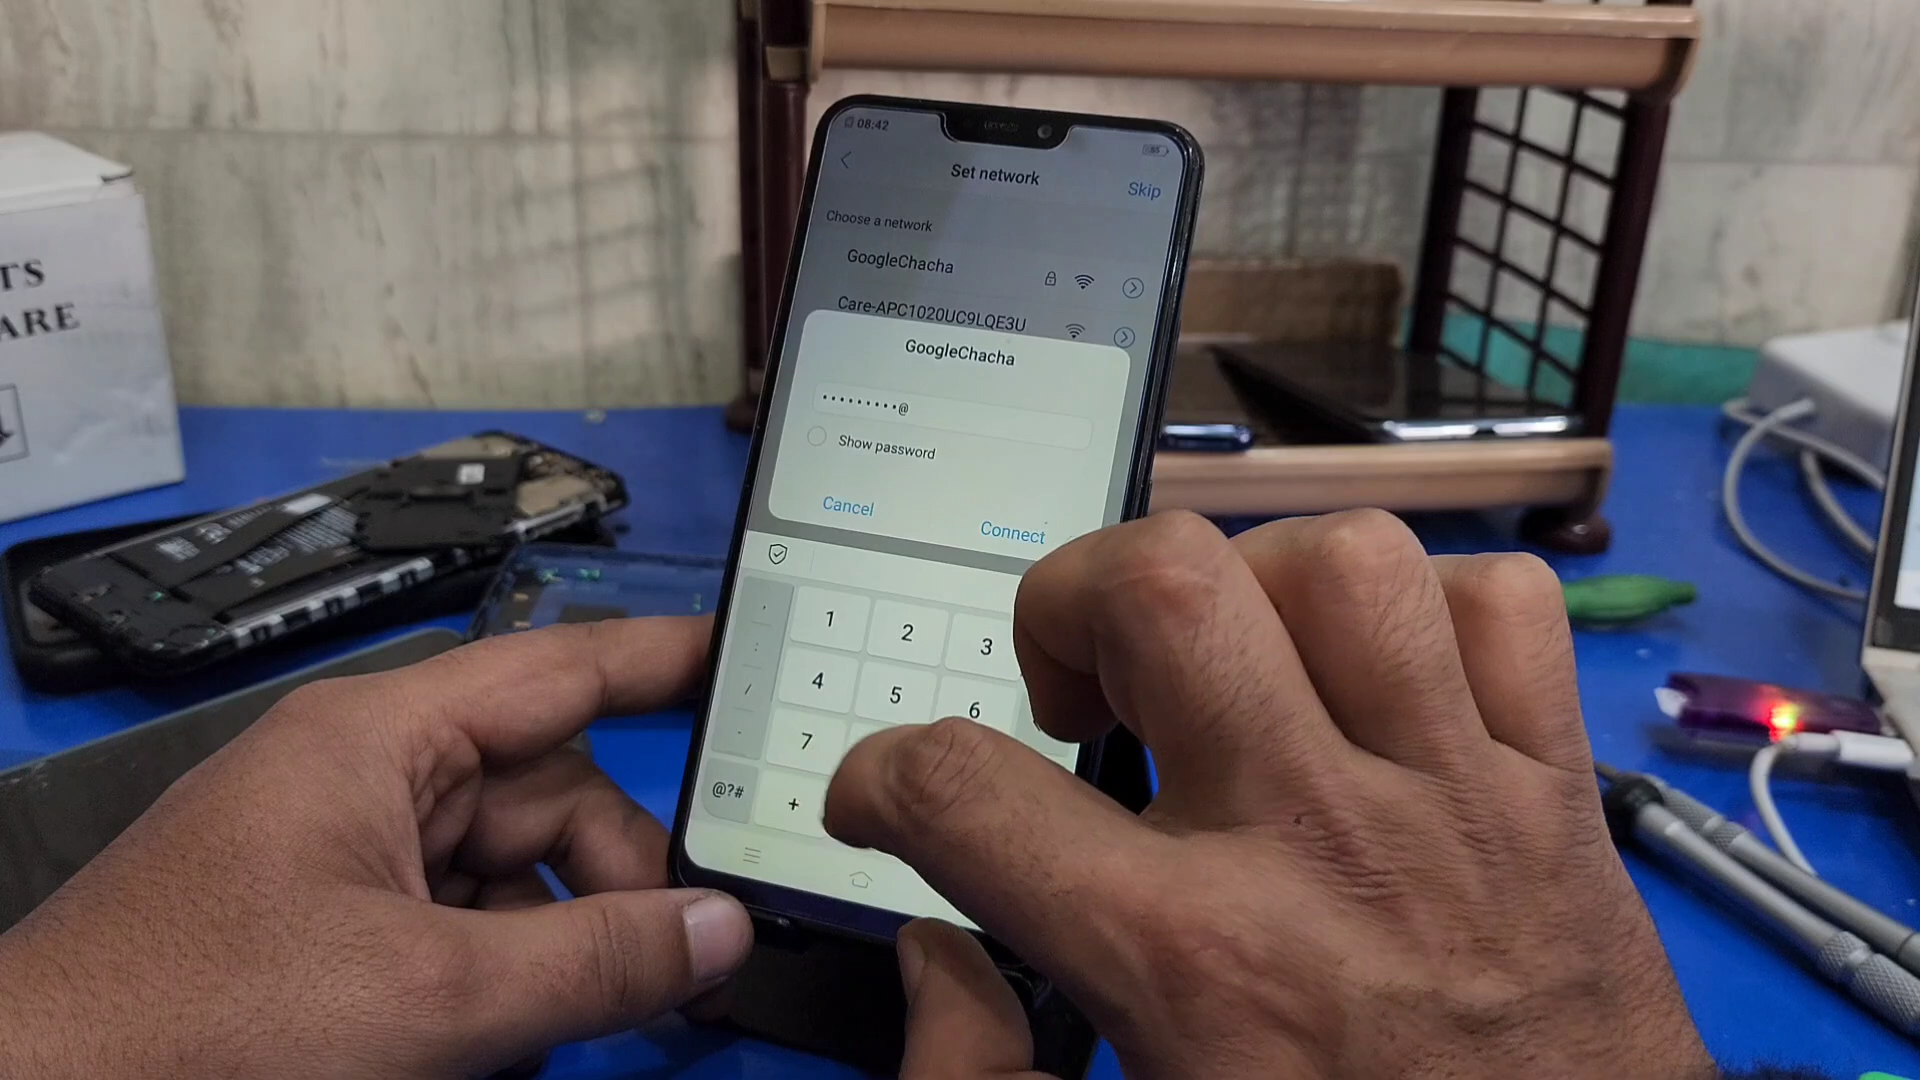 08:42
55
Set network
Skip
Choose a network
GoogleChacha
Care-APC1020UC9LQE3U
GoogleChacha
•••••••••@
Show password
Cancel
Connect
1 2 3
4 5 6
7
@?# +
TS
ARE